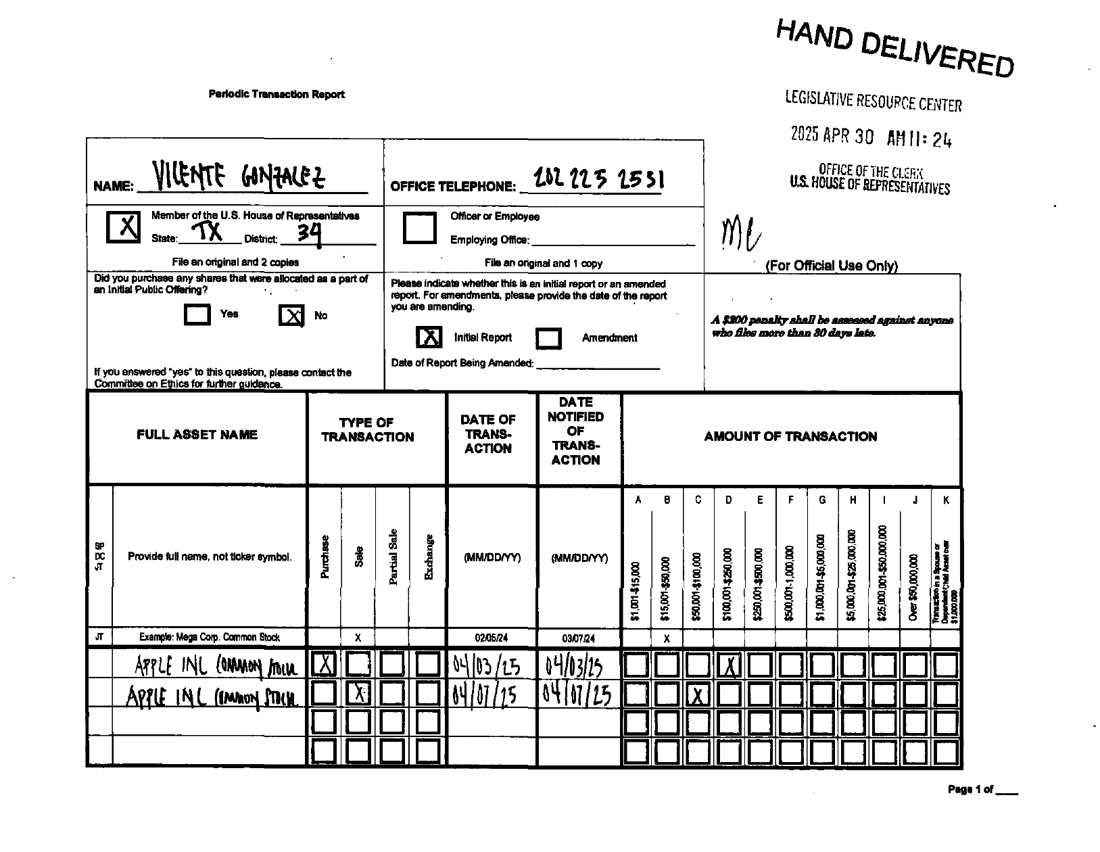 HAND DELIVERED
LEGISLATIVE RESOURCE CENTER
2025 APR 30 AM 11:24
OFFICE OF THE CLERK
U.S. HOUSE OF REPRESENTATIVES
MC
(For Official Use Only)
Periodic Transaction Report
NAME: VICENTE GONZALEZ
OFFICE TELEPHONE: 202 225 2531
X Member of the U.S. House of Representatives
State: TX District: 34
File an original and 2 copies
Officer or Employee
Employing Office:
File an original and 1 copy
Did you purchase any shares that were allocated as a part of
an Initial Public Offering?
Yes X No
If you answered "yes" to this question, please contact the
Committee on Ethics for further guidance.
Please indicate whether this is an initial report or an amended
report. For amendments, please provide the date of the report
you are amending.
X Initial Report Amendment
Date of Report Being Amended:
A $200 penalty shall be assessed against anyone
who files more than 30 days late.
FULL ASSET NAME
TYPE OF
TRANSACTION
DATE OF
TRANS-
ACTION
DATE
NOTIFIED
OF
TRANS-
ACTION
AMOUNT OF TRANSACTION
A B C D E F G H I J K
SP
DC
JT
Provide full name, not ticker symbol.
Purchase
Sale
Partial Sale
Exchange
(MM/DD/YY)
(MM/DD/YY)
$1,001-$15,000
$15,001-$50,000
$50,001-$100,000
$100,001-$250,000
$250,001-$500,000
$500,001-1,000,000
$1,000,001-$5,000,000
$5,000,001-$25,000,000
$25,000,001-$50,000,000
Over $50,000,000
Transaction in a Spouse or
Dependent Child Asset over
$1,000,000
JT Example: Mega Corp. Common Stock X 02/05/24 03/07/24 X
APPLE INC COMMON STOCK X 04/03/25 04/03/25 X
APPLE INC COMMON STOCK X 04/07/25 04/07/25 X
Page 1 of